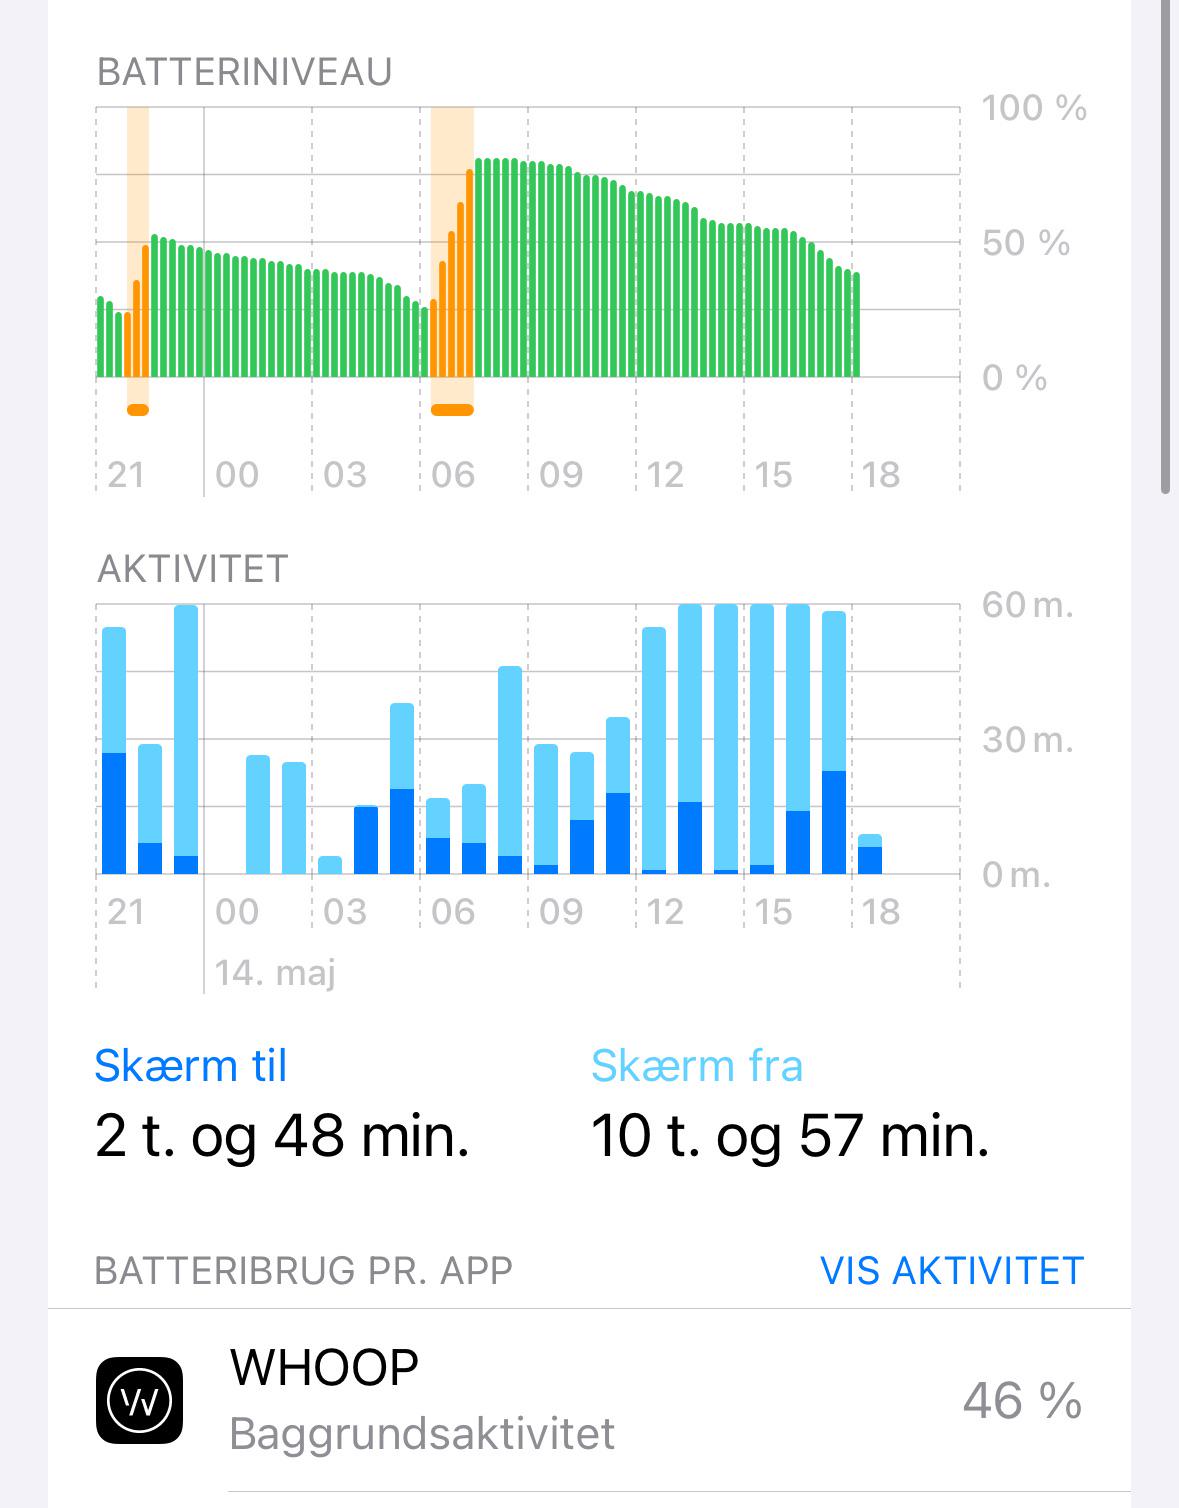 BATTERINIVEAU
100 %
50 %
0 %
21 00 03 06 09 12 15 18
AKTIVITET
60 m.
30 m.
0 m.
21 00 03 06 09 12 15 18
14. maj
Skærm til Skærm fra
2 t. og 48 min. 10 t. og 57 min.
BATTERIBRUG PR. APP VIS AKTIVITET
WHOOP
46 %
Baggrundsaktivitet